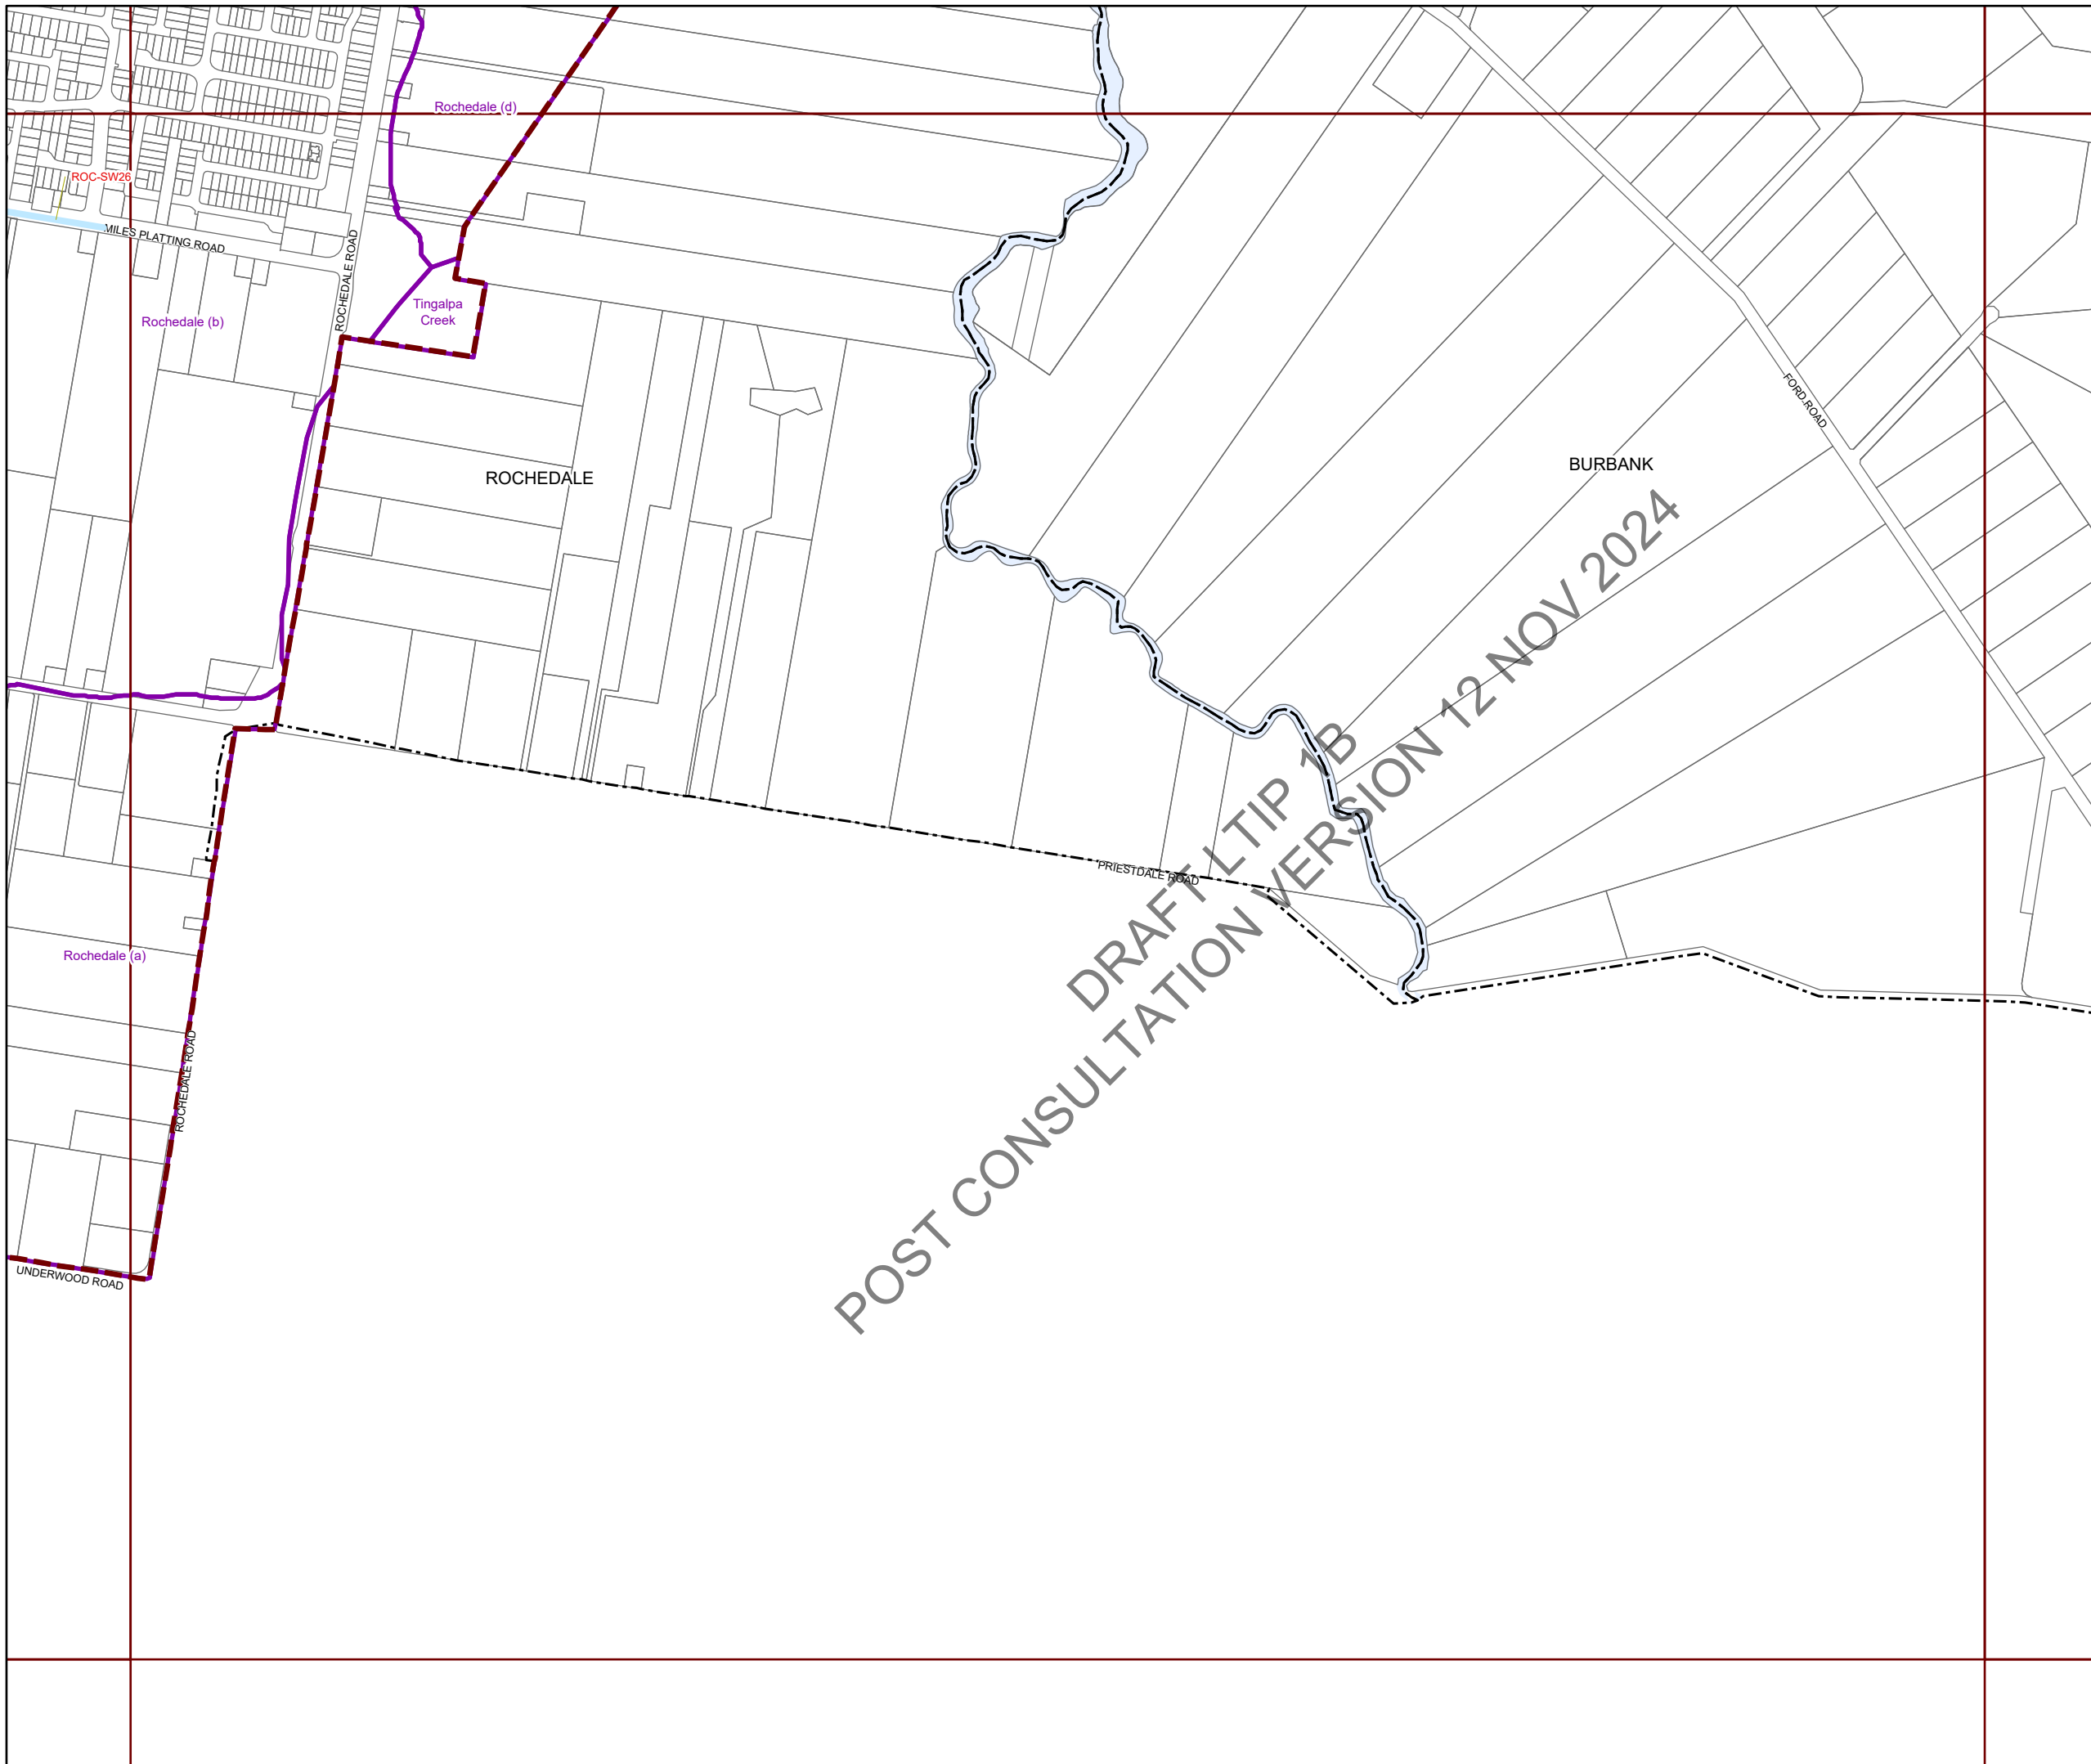 Rochedale (d)
ROC-SW26
MILES PLATTING ROAD
ROCHEDALE ROAD
Tingalpa
Creek
Rochedale (b)
FORD ROAD
BURBANK
ROCHEDALE
DRAFT LTIP 1B
POST CONSULTATION VERSION 12 NOV 2024
PRIESTDALE ROAD
Rochedale (a)
ROCHEDALE ROAD
UNDERWOOD ROAD